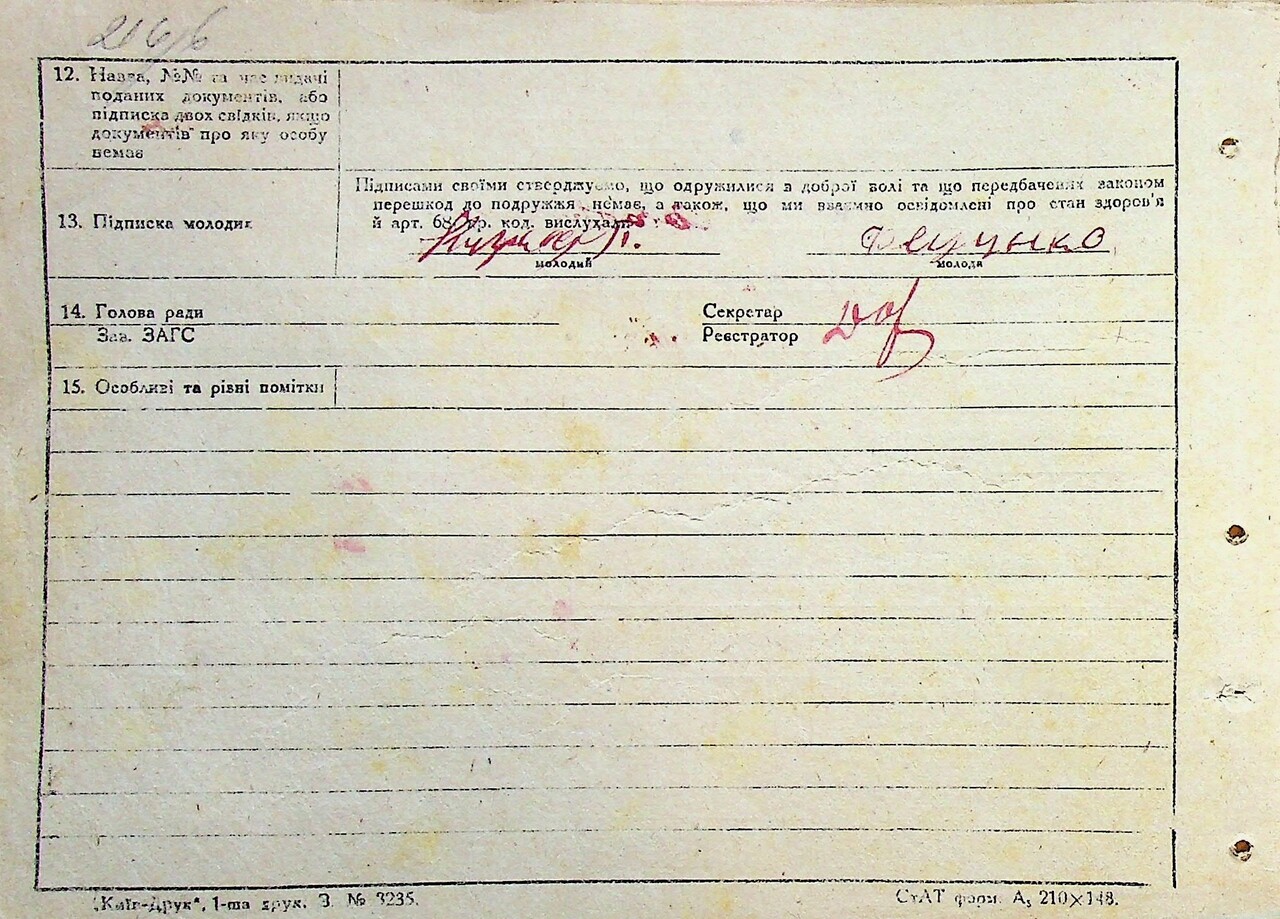 12. Назва, №№ та час видачі
поданих документів, або
підписка двох свідків, якщо
документів про яку особу
немає
Підписами своїми стверджуємо, що одружилися з доброї волі та що передбачених законом
перешкод до подружжя немає, а також, що ми взаємно освідомлені про стан здоров'я
13. Підписка молодих
й арт. 68 кр. код. вислухали
молодий
молода
14. Голова ради
Секретар
Зав. ЗАГС
Реєстратор
15. Особливі та рівні помітки
„Київ-Друк“, 1-ша друк. З. № 3235.
СтАТ форм. А₅ 210×148.